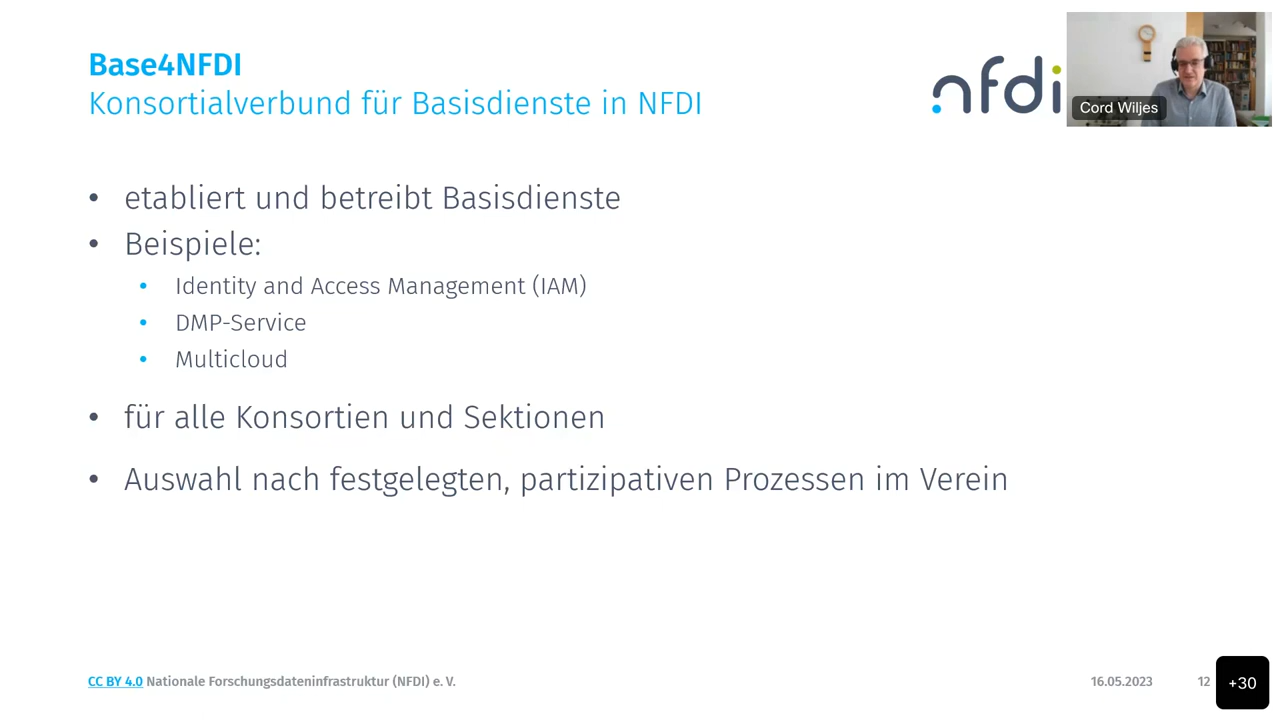 Base4NFDI
Konsortialverbund für Basisdienste in NFDI
nfdi
Cord Wiljes
• etabliert und betreibt Basisdienste
• Beispiele:
• Identity and Access Management (IAM)
• DMP-Service
• Multicloud
• für alle Konsortien und Sektionen
• Auswahl nach festgelegten, partizipativen Prozessen im Verein
CC BY 4.0 Nationale Forschungsdateninfrastruktur (NFDI) e. V.
16.05.2023
12
+30